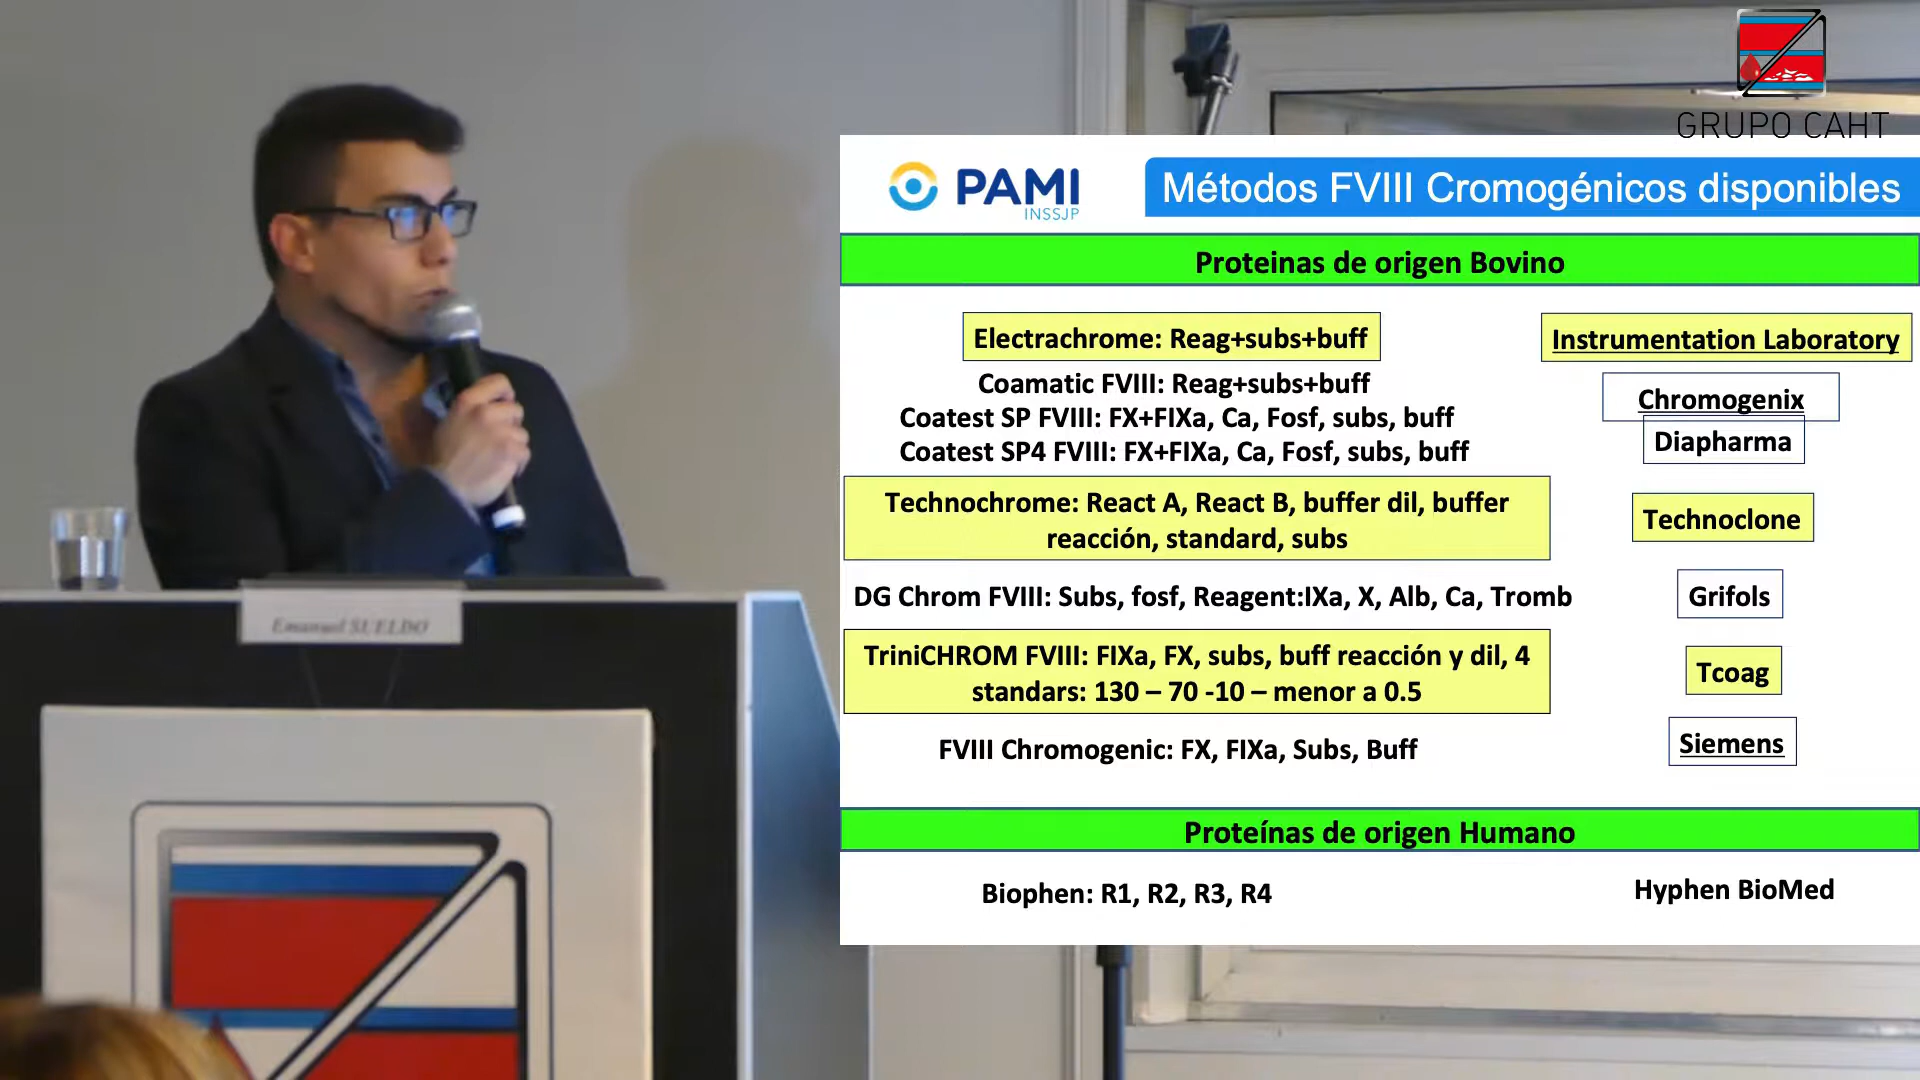 GRUPO CAHT
PAMI
INSSJP
Métodos FVIII Cromogénicos disponibles
Proteinas de origen Bovino
Electrachrome: Reag+subs+buff
Instrumentation Laboratory
Coamatic FVIII: Reag+subs+buff
Chromogenix
Coatest SP FVIII: FX+FIXa, Ca, Fosf, subs, buff
Diapharma
Coatest SP4 FVIII: FX+FIXa, Ca, Fosf, subs, buff
Technochrome: React A, React B, buffer dil, buffer
reacción, standard, subs
Technoclone
DG Chrom FVIII: Subs, fosf, Reagent:IXa, X, Alb, Ca, Tromb
Grifols
TriniCHROM FVIII: FIXa, FX, subs, buff reacción y dil, 4
standars: 130 – 70 -10 – menor a 0.5
Tcoag
FVIII Chromogenic: FX, FIXa, Subs, Buff
Siemens
Proteínas de origen Humano
Biophen: R1, R2, R3, R4
Hyphen BioMed
Emanuel SUELDO